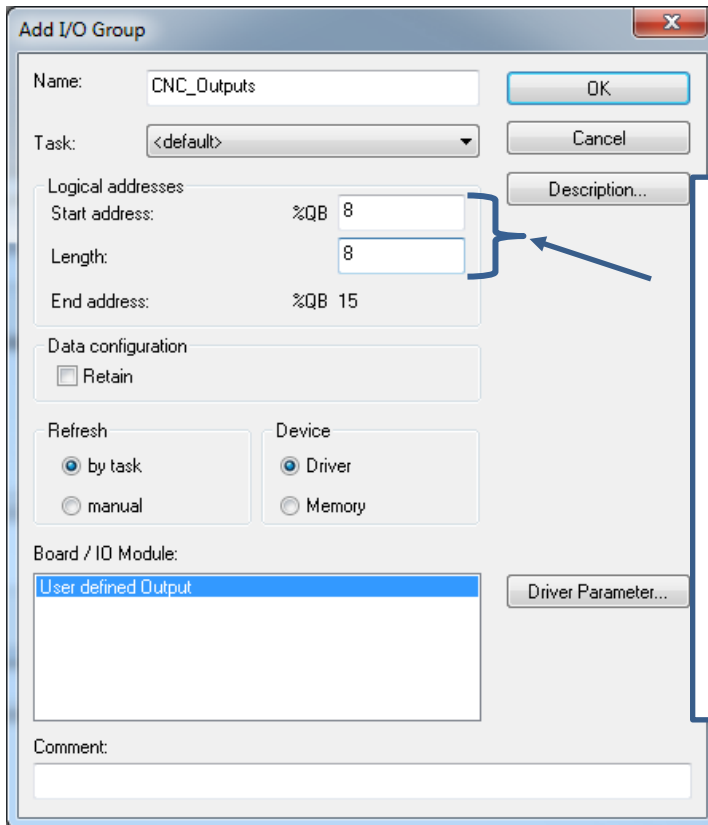 Add I/O Group
Name: CNC_Outputs OK
Task: <default> Cancel
Logical addresses Description...
Start address: %QB 8
Length: 8
End address: %QB 15
Data configuration
Retain
Refresh Device
by task Driver
manual Memory
Board / IO Module:
User defined Output Driver Parameter...
Comment: